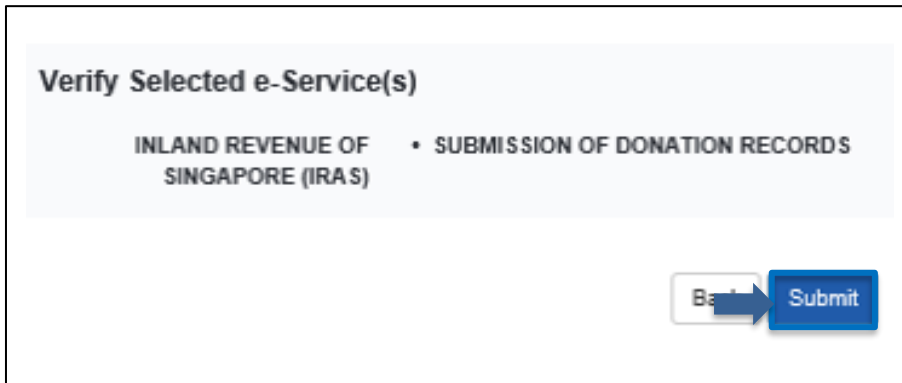 Verify Selected e-Service(s)
INLAND REVENUE OF • SUBMISSION OF DONATION RECORDS
SINGAPORE (IRAS)
Submit